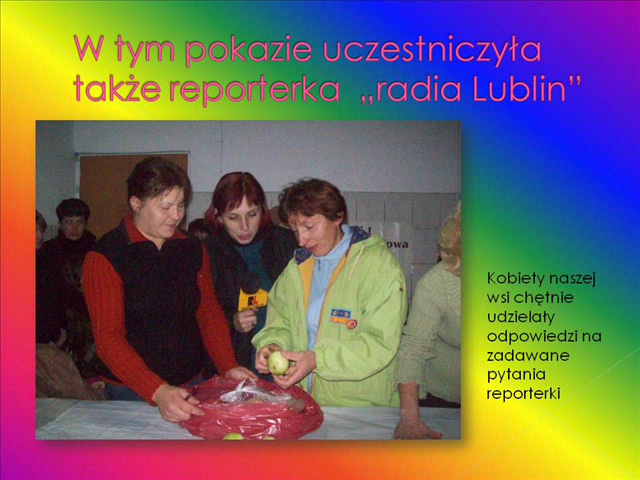 W tym pokazie uczestniczyła
także reporterka „radia Lublin”
Kobiety naszej
wsi chętnie
udzielały
odpowiedzi na
zadawane
pytania
reporterki